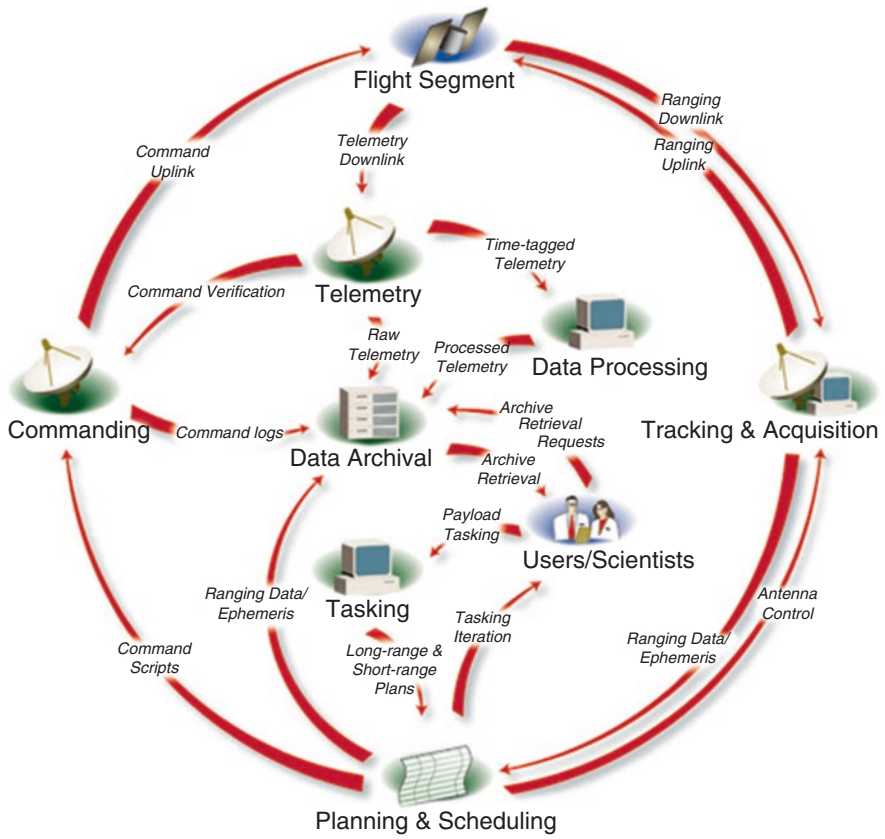 Flight Segment
Ranging
Downlink
Ranging
Uplink
Telemetry
Downlink
Command
Uplink
Time-tagged
Telemetry
Command Verification
Telemetry
Raw
Telemetry
Processed
Telemetry
Data Processing
Commanding
Command logs
Data Archival
Archive
Retrieval
Requests
Archive
Retrieval
Tracking & Acquisition
Payload
Tasking
Users/Scientists
Tasking
Ranging Data/
Ephemeris
Tasking
Iteration
Antenna
Control
Ranging Data/
Ephemeris
Command
Scripts
Long-range &
Short-range
Plans
Planning & Scheduling